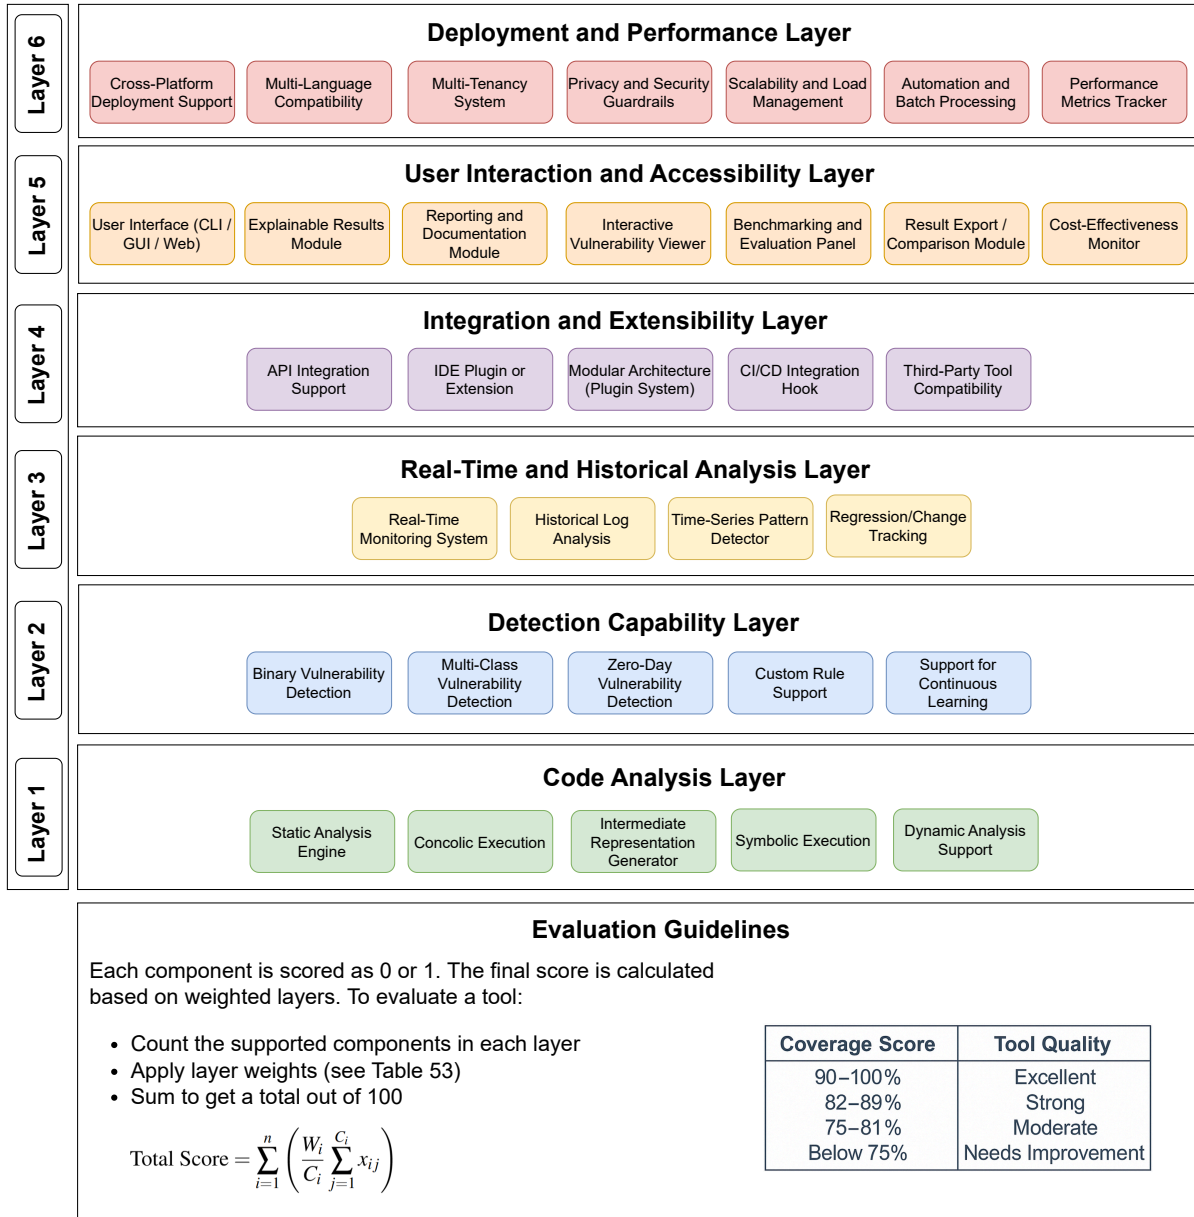 Layer 6
Deployment and Performance Layer
Cross-Platform
Deployment Support
Multi-Language
Compatibility
Multi-Tenancy
System
Privacy and Security
Guardrails
Scalability and Load
Management
Automation and
Batch Processing
Performance
Metrics Tracker
Layer 5
User Interaction and Accessibility Layer
User Interface (CLI /
GUI / Web)
Explainable Results
Module
Reporting and
Documentation
Module
Interactive
Vulnerability Viewer
Benchmarking and
Evaluation Panel
Result Export /
Comparison Module
Cost-Effectiveness
Monitor
Layer 4
Integration and Extensibility Layer
API Integration
Support
IDE Plugin or
Extension
Modular Architecture
(Plugin System)
CI/CD Integration
Hook
Third-Party Tool
Compatibility
Layer 3
Real-Time and Historical Analysis Layer
Real-Time
Monitoring System
Historical Log
Analysis
Time-Series Pattern
Detector
Regression/Change
Tracking
Layer 2
Detection Capability Layer
Binary Vulnerability
Detection
Multi-Class
Vulnerability
Detection
Zero-Day
Vulnerability
Detection
Custom Rule
Support
Support for
Continuous
Learning
Layer 1
Code Analysis Layer
Static Analysis
Engine
Concolic Execution
Intermediate
Representation
Generator
Symbolic Execution
Dynamic Analysis
Support
Evaluation Guidelines
Each component is scored as 0 or 1. The final score is calculated
based on weighted layers. To evaluate a tool:
• Count the supported components in each layer
• Apply layer weights (see Table 53)
• Sum to get a total out of 100
Total Score = \sum_{i=1}^{n} \left( \frac{W_i}{C_i} \sum_{j=1}^{C_i} x_{ij} \right)
Coverage Score Tool Quality
90–100% Excellent
82–89% Strong
75–81% Moderate
Below 75% Needs Improvement